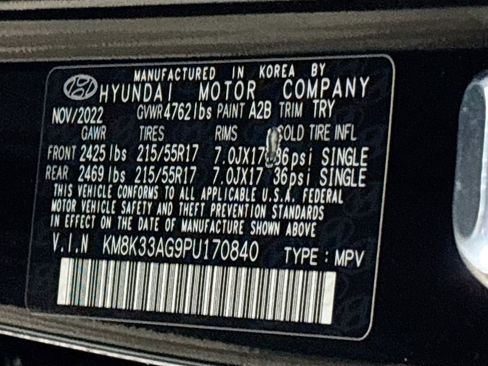 MANUFACTURED IN KOREA BY
HYUNDAI MOTOR COMPANY
NOV/2022 GVWR4762lbs PAINT A2B TRIM TRY
GAWR TIRES RIMS COLD TIRE INFL
FRONT 2425 lbs 215/55R17 7.0JX17 36psi SINGLE
REAR 2469 lbs 215/55R17 7.0JX17 36psi SINGLE
THIS VEHICLE CONFORMS TO ALL APPLICABLE U.S.A. FEDERAL
MOTOR VEHICLE SAFETY AND THEFT PREVENTION STANDARDS
IN EFFECT ON THE DATE OF MANUFACTURE SHOWN ABOVE
V.I.N KM8K33AG9PU170840 TYPE : MPV